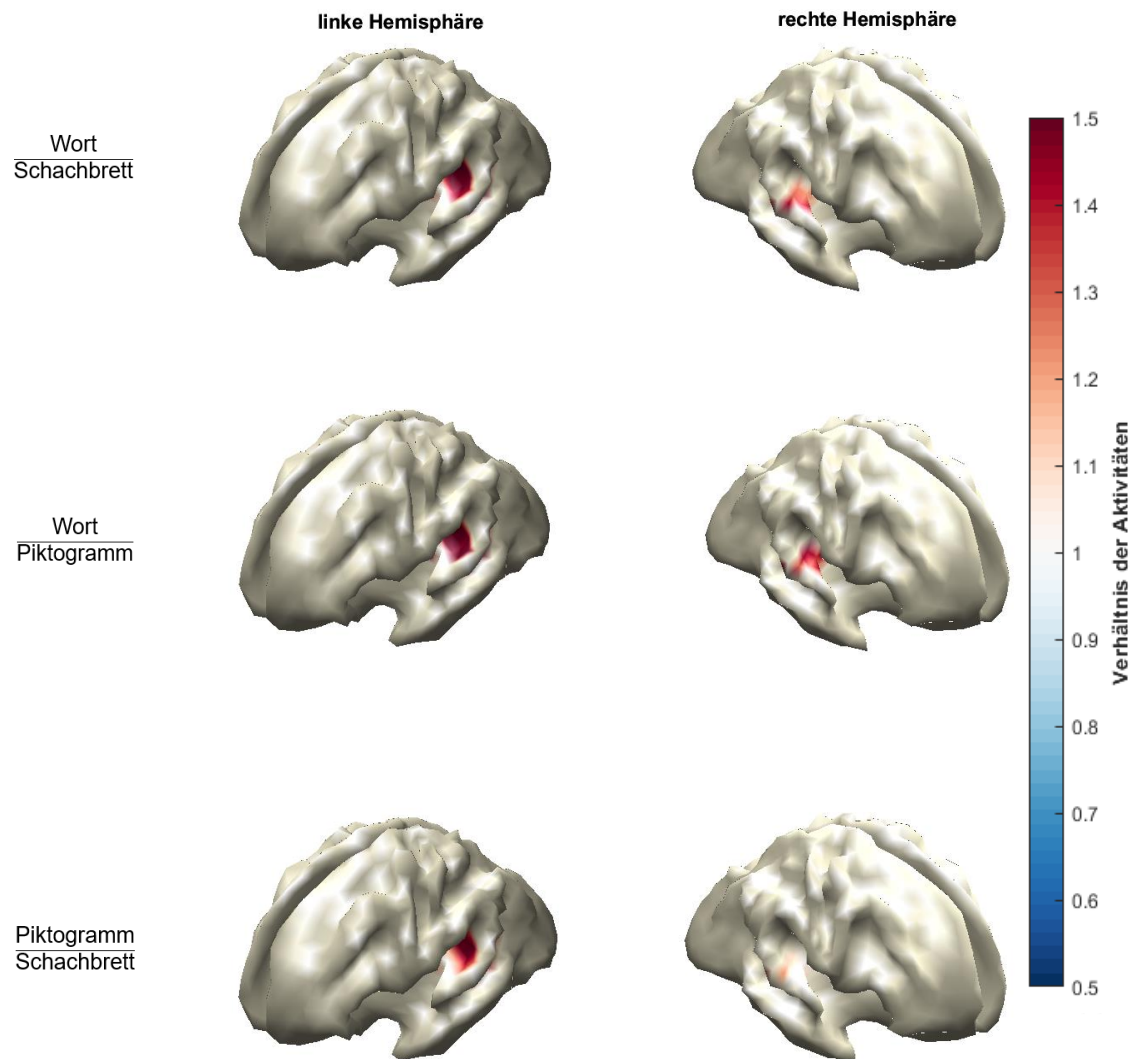 linke Hemisphäre
rechte Hemisphäre
Wort
Schachbrett
Wort
Piktogramm
Piktogramm
Schachbrett
1.5
1.4
1.3
1.2
1.1
1
0.9
0.8
0.7
0.6
0.5
Verhältnis der Aktivitäten